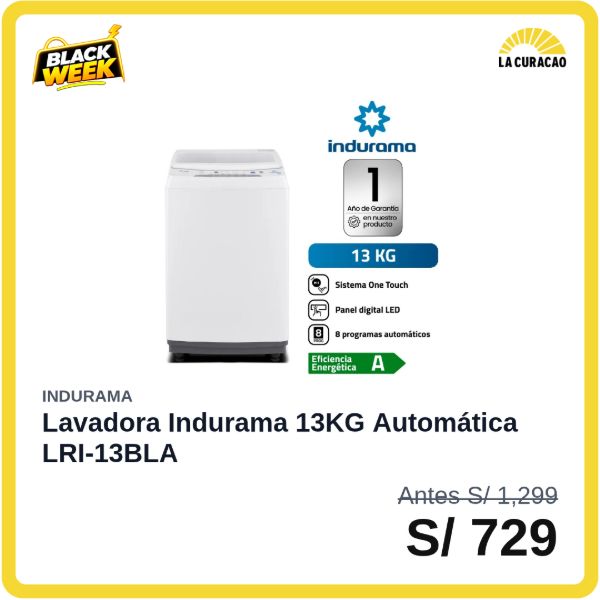 BLACK
WEEK
LA CURACAO
indurama
1
Año de Garantía
en nuestro
producto
13 KG
Sistema One Touch
Panel digital LED
8
8 programas automáticos
Eficiencia
Energética
A
INDURAMA
Lavadora Indurama 13KG Automática
LRI-13BLA
Antes S/ 1,299
S/ 729